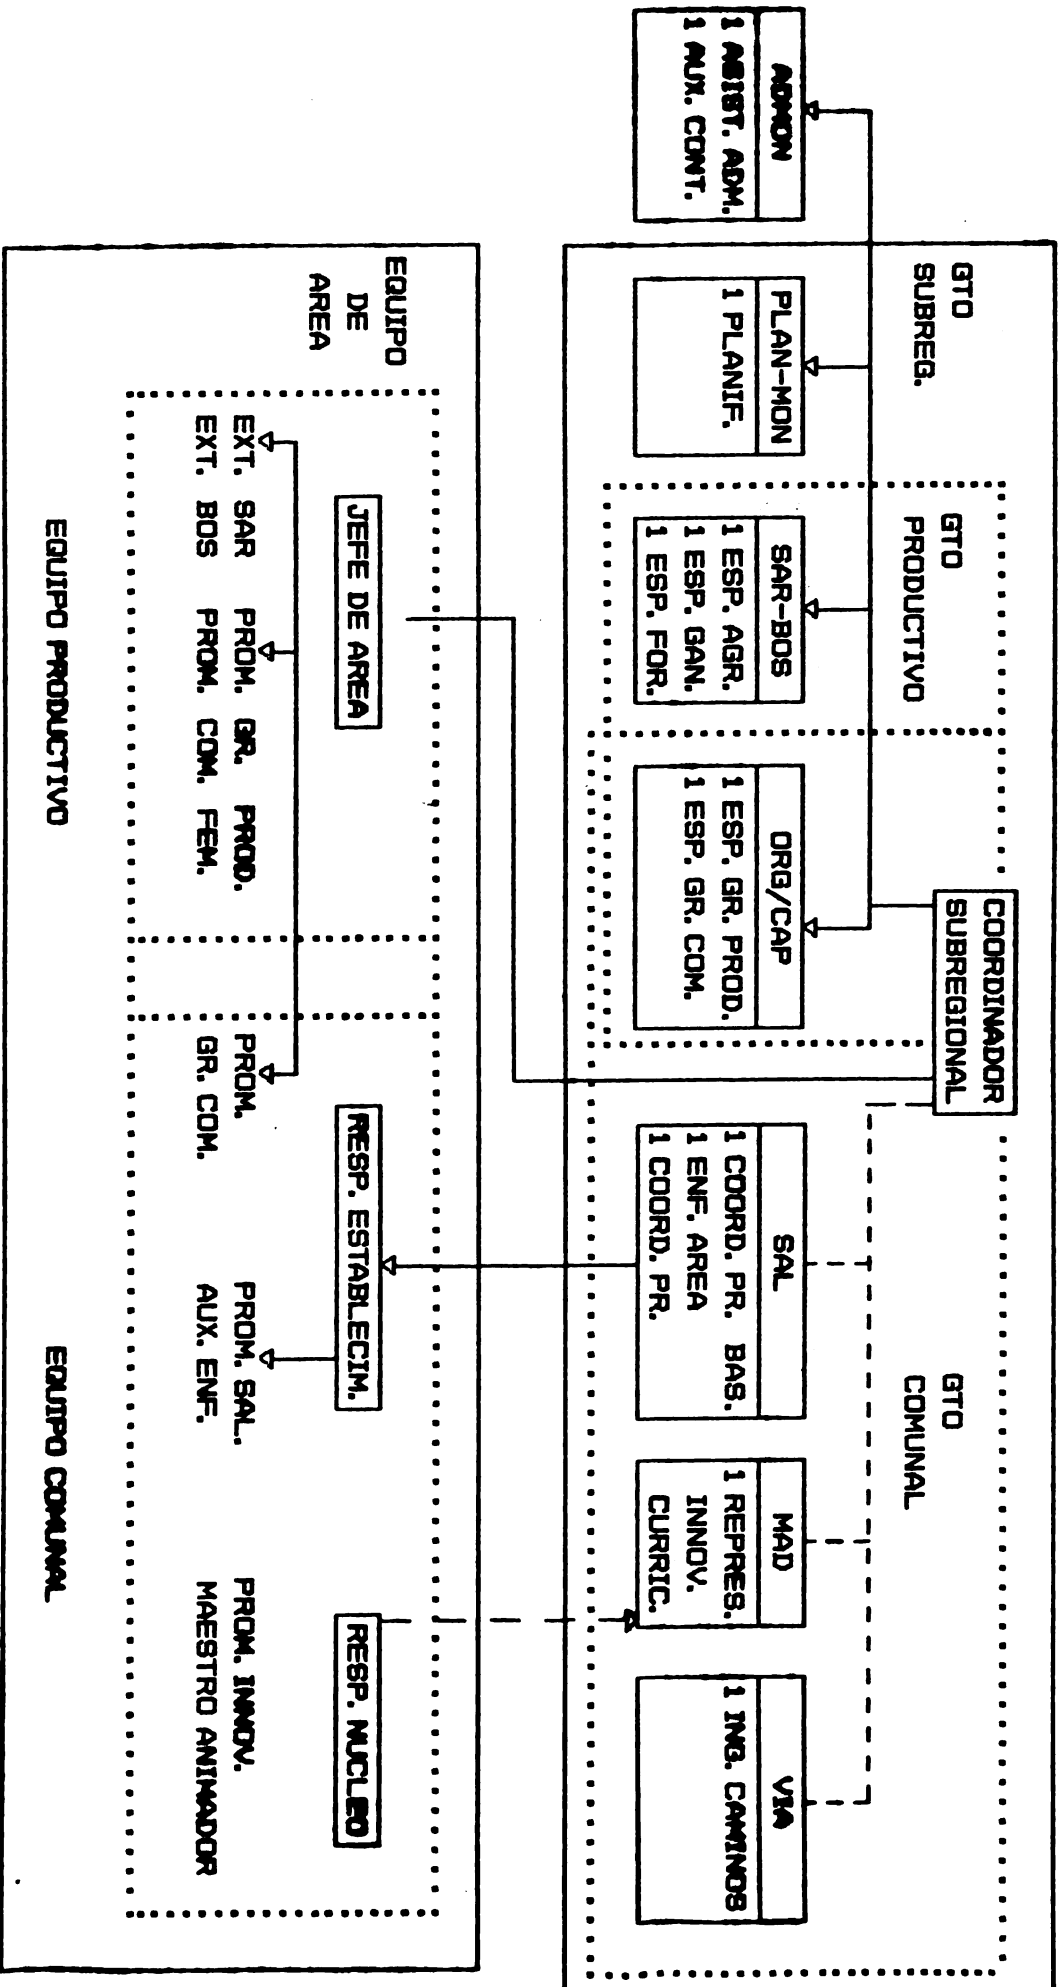 GTO
SUBREG.
COORDINADOR
SUBREGIONAL
GTO
PRODUCTIVO
GTO
COMUNAL
ADMON
1 ASIST. ADM.
1 AUX. CONT.
PLAN-MON
1 PLANIF.
SAR-BOS
1 ESP. AGR.
1 ESP. GAN.
1 ESP. FOR.
ORG/CAP
1 ESP. GR. PROD.
1 ESP. GR. COM.
SAL
1 COORD. PR. BAS.
1 ENF. AREA
1 COORD. PR.
MAD
1 REPRES.
INNOV.
CURRIC.
VIA
1 ING. CAMINOS
EQUIPO
DE
AREA
JEFE DE AREA
RESP. ESTABLECIM.
RESP. NUCLEO
EXT. SAR PROM. GR. PROD.
EXT. BOS PROM. COM. FEM.
PROM.
GR. COM.
PROM. SAL.
AUX. ENF.
PROM. INNOV.
MAESTRO ANIMADOR
EQUIPO PRODUCTIVO
EQUIPO COMUNAL